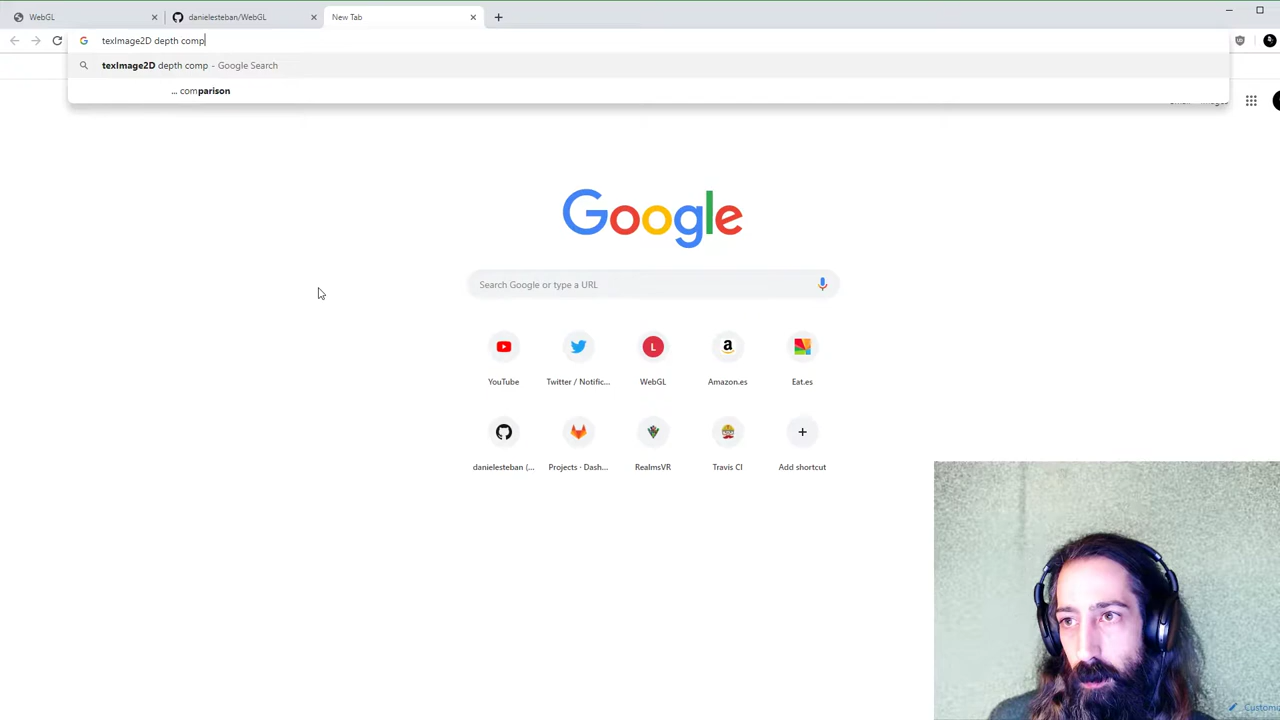 WebGL
danielesteban/WebGL
New Tab
texImage2D depth comp
texImage2D depth comp - Google Search
... comparison
Google
Search Google or type a URL
YouTube
Twitter / Notific...
WebGL
Amazon.es
Eat.es
danielesteban (...
Projects · Dash...
RealmsVR
Travis CI
Add shortcut